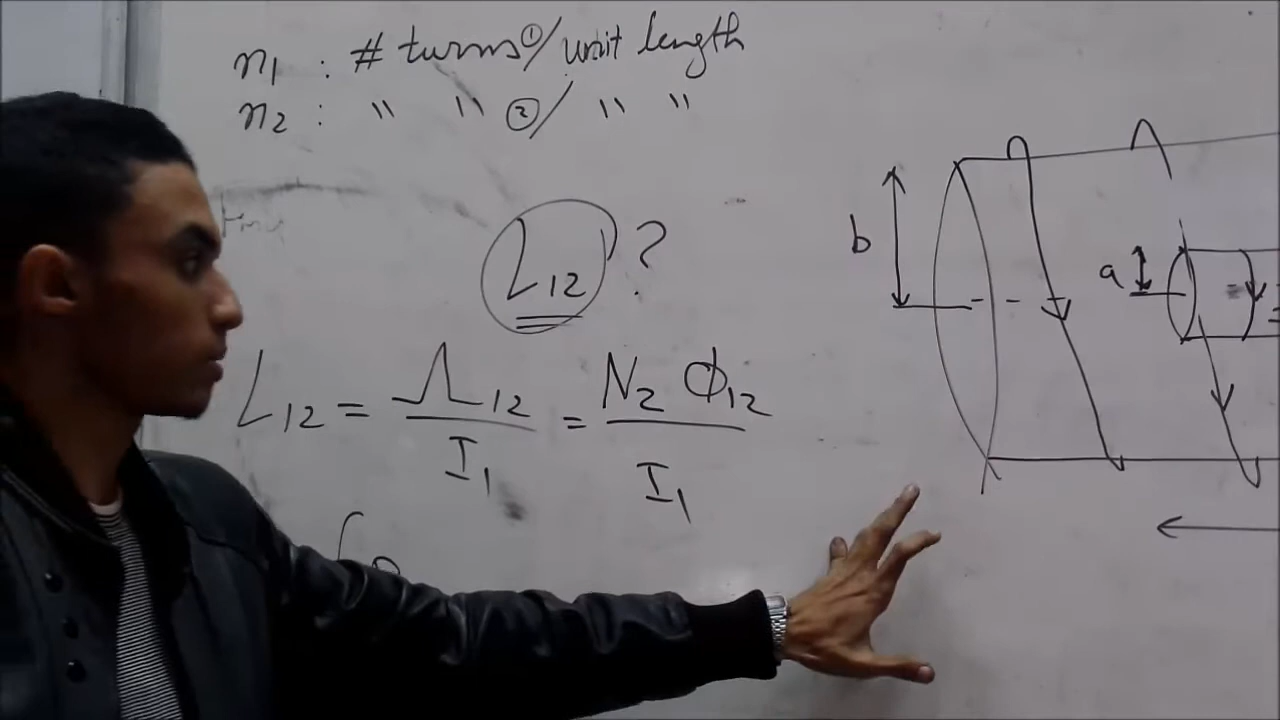 n₁ : # turns ① / unit length
n₂ : " " ② / " "
L₁₂ ?
L₁₂ = Λ₁₂ / I₁ = N₂ Φ₁₂ / I₁
b
a